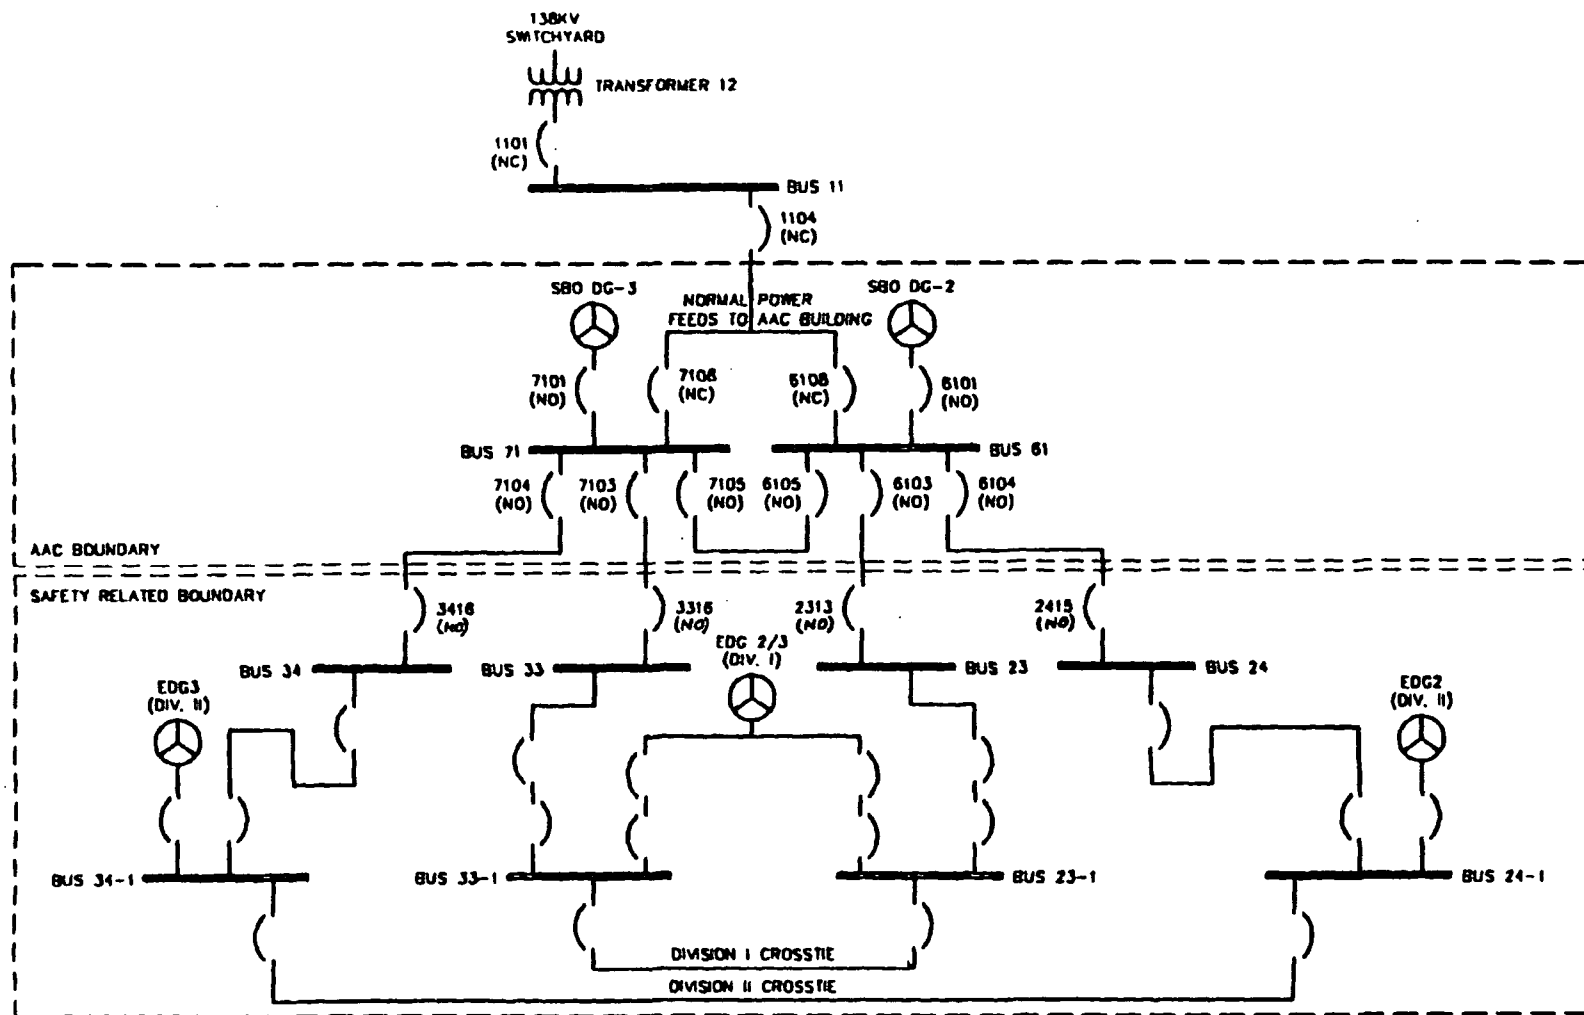 138KV
SWITCHYARD
TRANSFORMER 12
1101
(NC)
BUS 11
1104
(NC)
SBO DG-3
NORMAL POWER
FEEDS TO AAC BUILDING
SBO DG-2
7101
(NO)
7108
(NC)
6108
(NC)
6101
(NO)
BUS 71
BUS 61
7104
(NO)
7103
(NO)
7105
(NO)
6105
(NO)
6103
(NO)
6104
(NO)
AAC BOUNDARY
SAFETY RELATED BOUNDARY
3416
(NO)
3316
(NO)
2313
(NO)
2415
(NO)
EDG 2/3
(DIV. I)
BUS 34
BUS 33
BUS 23
BUS 24
EDG3
(DIV. II)
EDG2
(DIV. II)
BUS 34-1
BUS 33-1
BUS 23-1
BUS 24-1
DIVISION I CROSSTIE
DIVISION II CROSSTIE